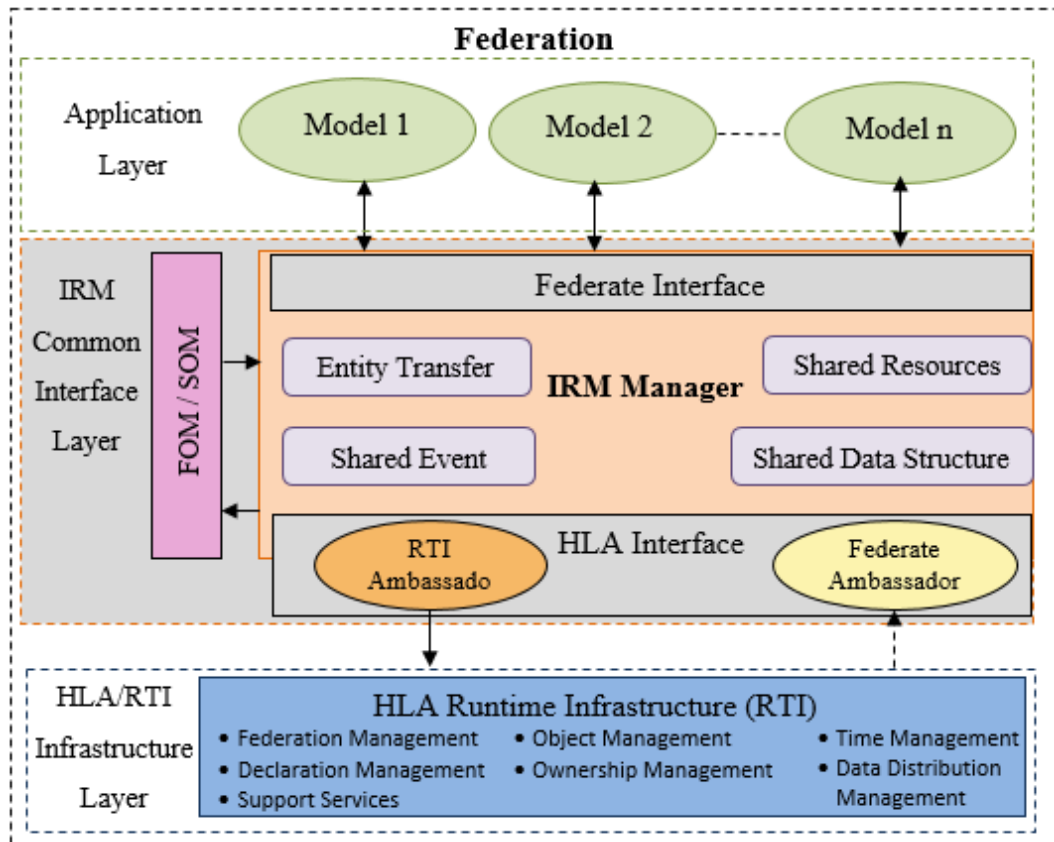 Federation
Application
Layer
Model 1
Model 2
Model n
IRM
Common
Interface
Layer
FOM / SOM
Federate Interface
Entity Transfer
Shared Resources
IRM Manager
Shared Event
Shared Data Structure
HLA Interface
RTI
Ambassado
Federate
Ambassador
HLA/RTI
Infrastructure
Layer
HLA Runtime Infrastructure (RTI)
• Federation Management
• Declaration Management
• Support Services
• Object Management
• Ownership Management
• Time Management
• Data Distribution
Management